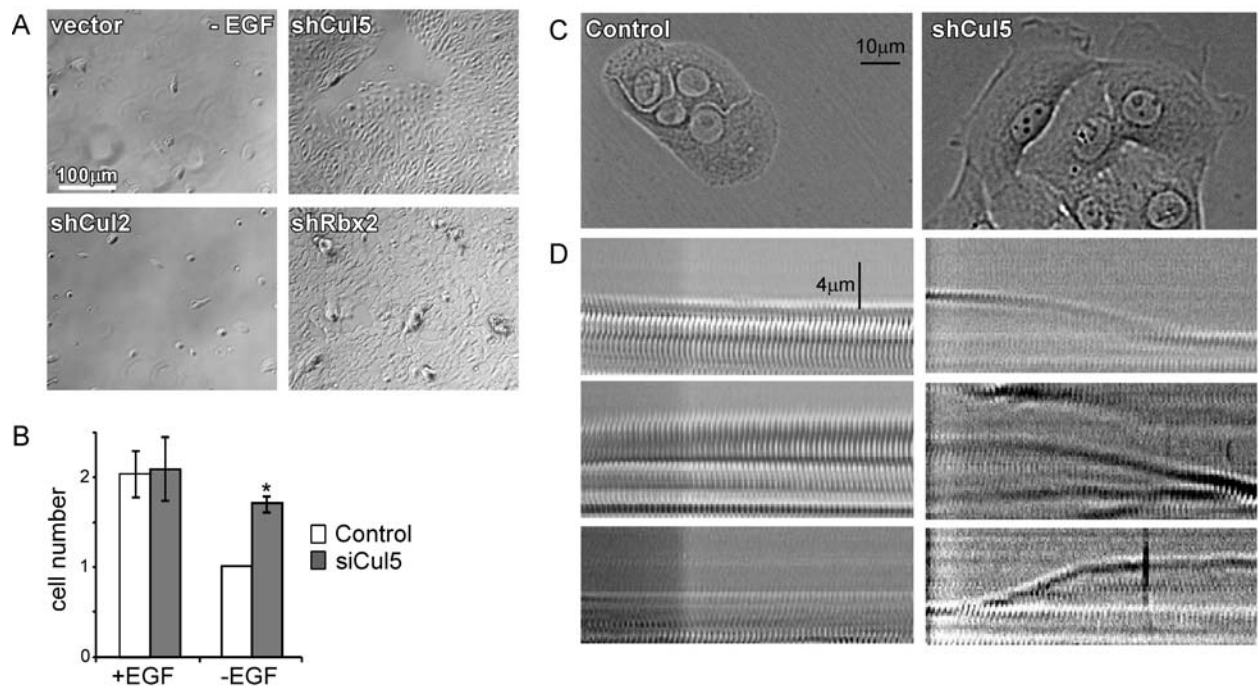 A
vector
- EGF
100μm
shCul5
shCul2
shRbx2
B
cell number
2
1
0
+EGF
-EGF
*
Control
siCul5
C
Control
10μm
shCul5
D
4μm